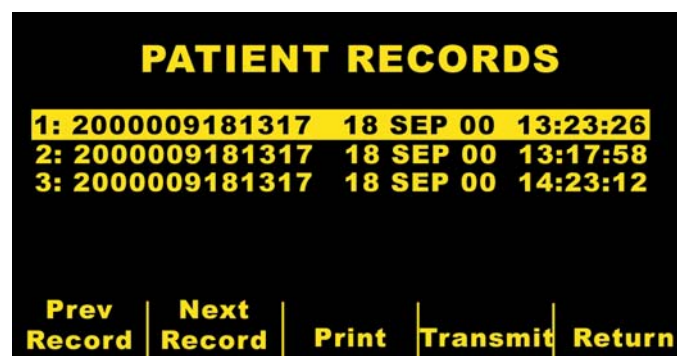 PATIENT RECORDS
1: 2000009181317 18 SEP 00 13:23:26
2: 2000009181317 18 SEP 00 13:17:58
3: 2000009181317 18 SEP 00 14:23:12
Prev Record
Next Record
Print
Transmit
Return